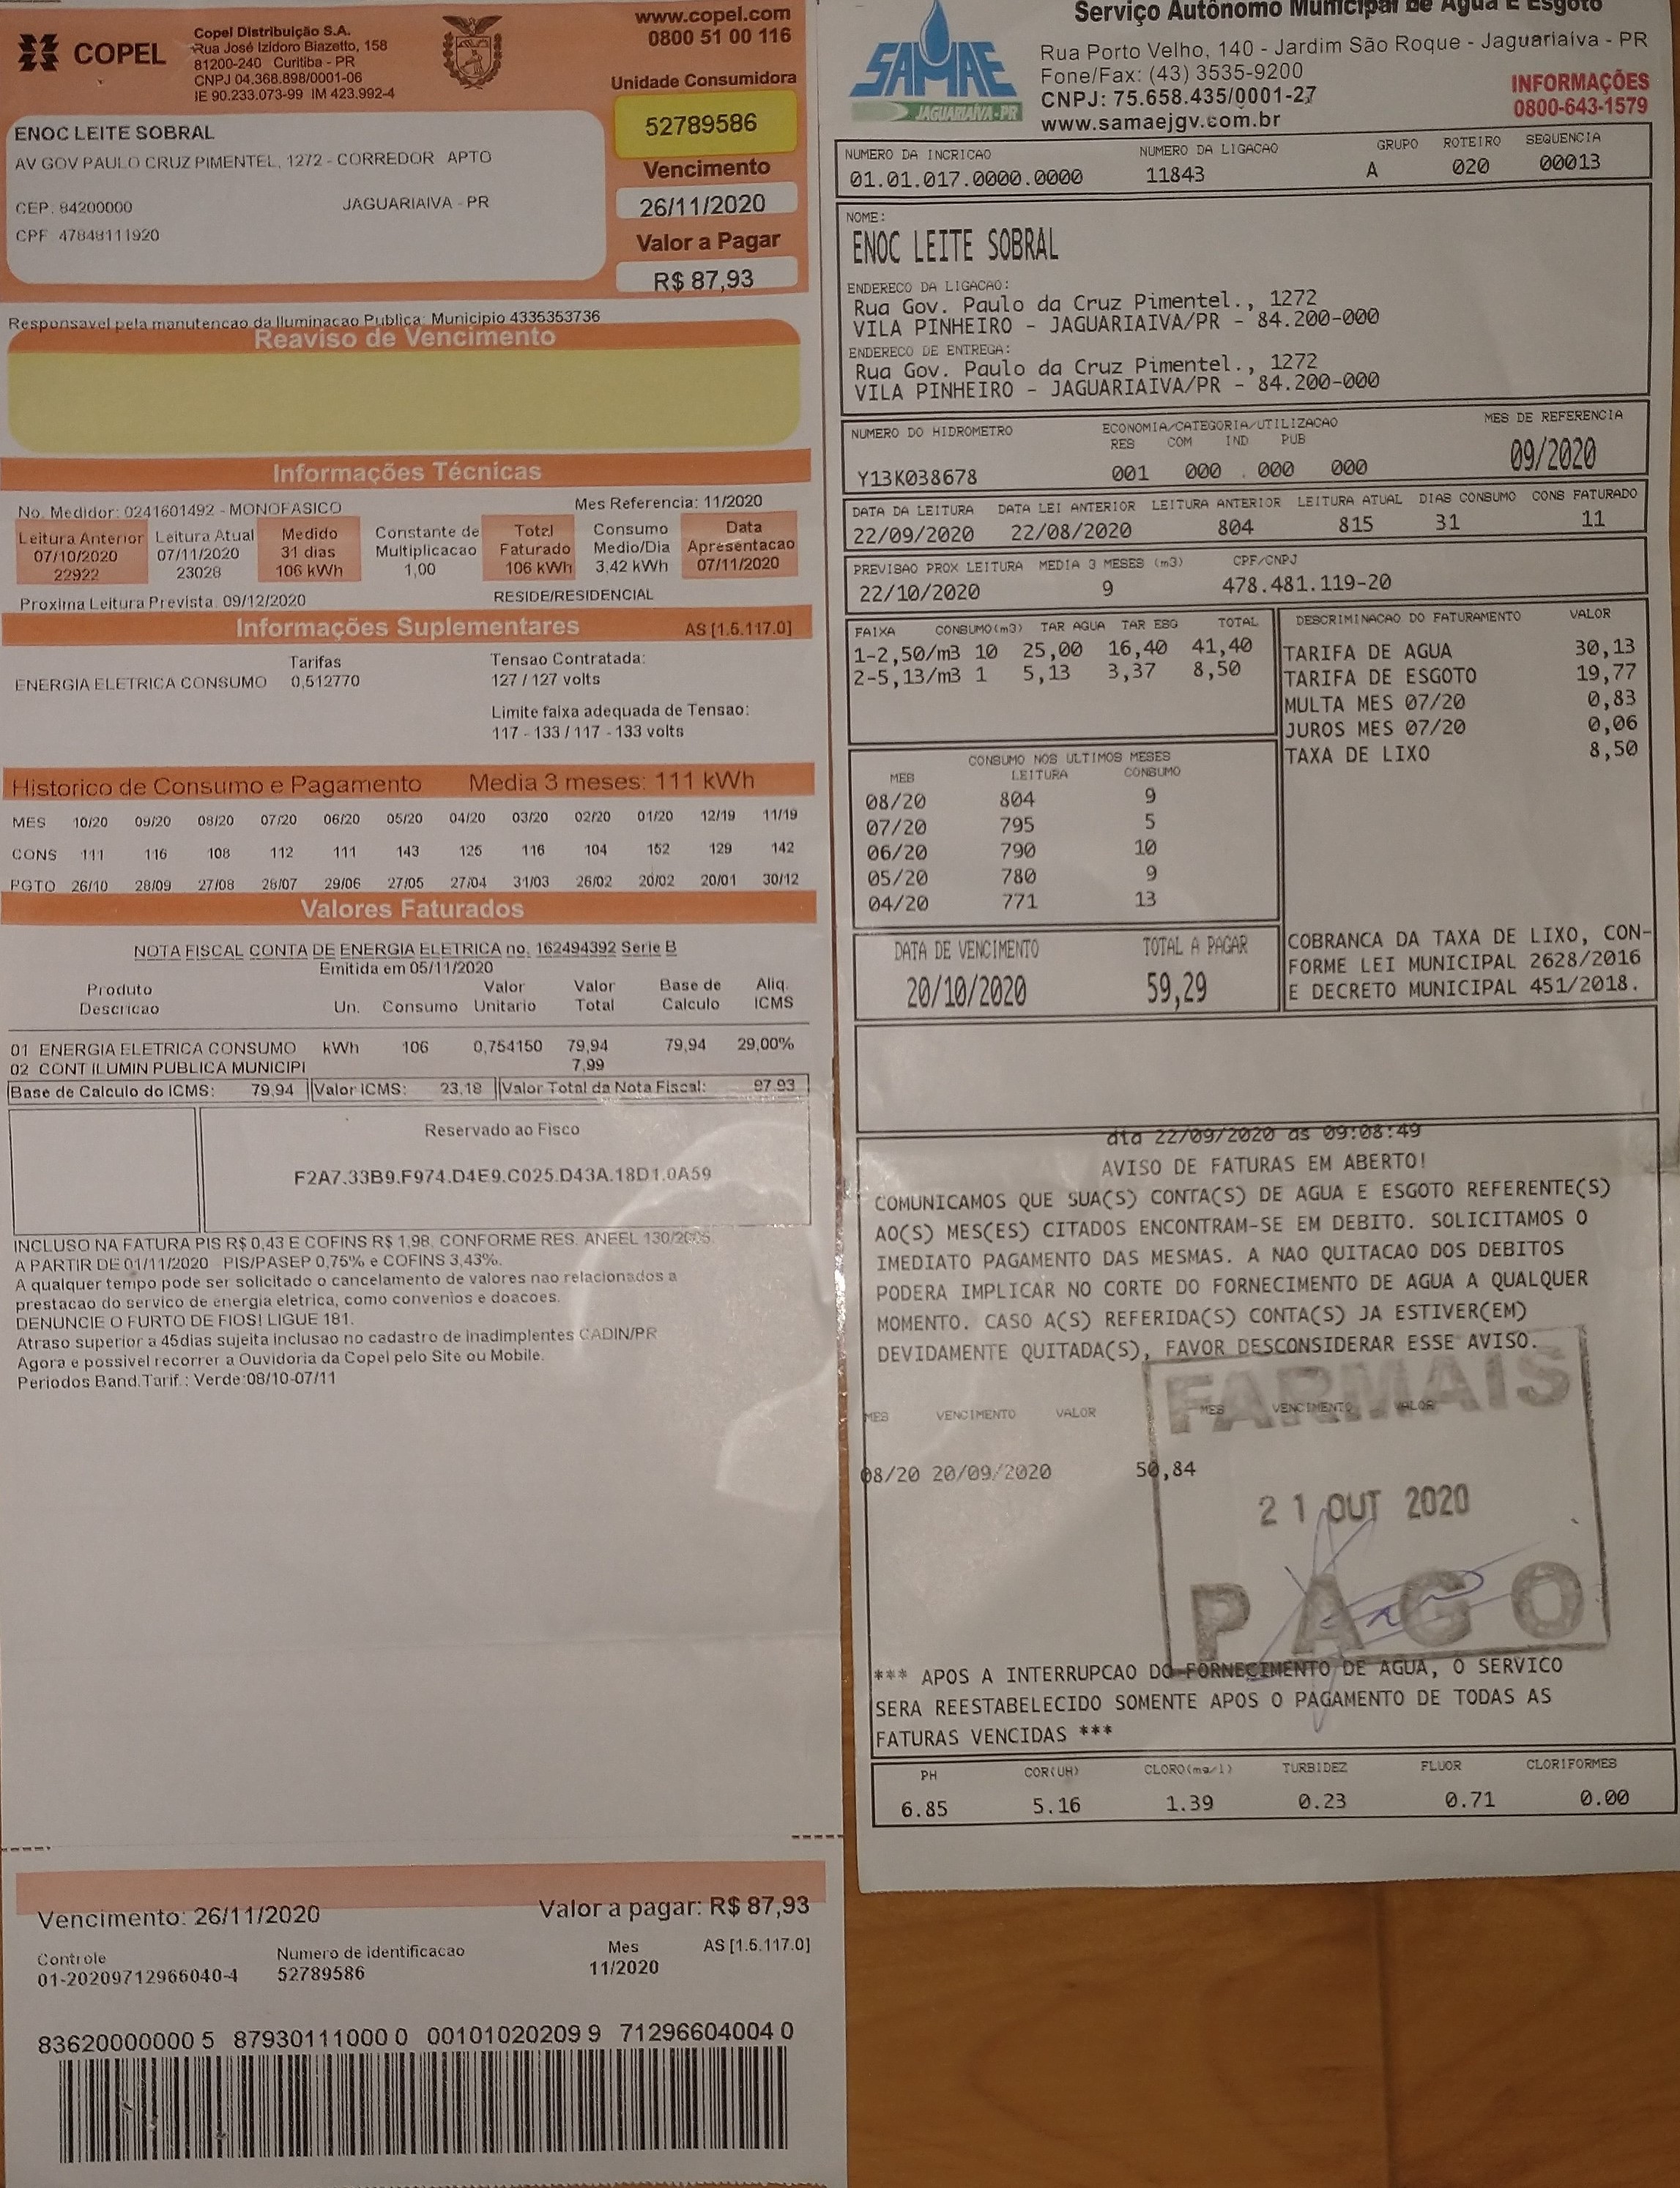 COPEL
Copel Distribuição S.A.
Rua José Izidoro Biazetto, 158
81200-240 Curitiba - PR
CNPJ 04.368.898/0001-06
IE 90.233.073-99 IM 423.992-4
www.copel.com
0800 51 00 116
Unidade Consumidora
52789586
Vencimento
26/11/2020
Valor a Pagar
R$ 87,93
ENOC LEITE SOBRAL
AV GOV PAULO CRUZ PIMENTEL, 1272 - CORREDOR APTO
CEP: 84200000 JAGUARIAIVA - PR
CPF: 47848111920
Responsavel pela manutencao da Iluminacao Publica: Municipio 4335353736
Reaviso de Vencimento
Informações Técnicas
No. Medidor: 0241601492 - MONOFASICO Mes Referencia: 11/2020
Leitura Anterior Leitura Atual Medido Constante de Total Consumo Data
07/10/2020 07/11/2020 31 dias Multiplicacao Faturado Medio/Dia Apresentacao
22922 23028 106 kWh 1,00 106 kWh 3,42 kWh 07/11/2020
Proxima Leitura Prevista: 09/12/2020 RESIDE/RESIDENCIAL
Informações Suplementares AS [1.5.117.0]
Tarifas Tensao Contratada:
ENERGIA ELETRICA CONSUMO 0,512770 127 / 127 volts
Limite faixa adequada de Tensao:
117 - 133 / 117 - 133 volts
Historico de Consumo e Pagamento Media 3 meses: 111 kWh
MES 10/20 09/20 08/20 07/20 06/20 05/20 04/20 03/20 02/20 01/20 12/19 11/19
CONS 111 116 108 112 111 143 125 116 104 152 129 142
PGTO 26/10 28/09 27/08 28/07 29/06 27/05 27/04 31/03 26/02 20/02 20/01 30/12
Valores Faturados
NOTA FISCAL CONTA DE ENERGIA ELETRICA no. 162494392 Serie B
Emitida em 05/11/2020
Produto Valor Valor Base de Aliq.
Descricao Un. Consumo Unitario Total Calculo ICMS
01 ENERGIA ELETRICA CONSUMO kWh 106 0,754150 79,94 79,94 29,00%
02 CONT ILUMIN PUBLICA MUNICIPI 7,99
Base de Calculo do ICMS: 79,94 Valor ICMS: 23,18 Valor Total da Nota Fiscal: 87,93
Reservado ao Fisco
F2A7.33B9.F974.D4E9.C025.D43A.18D1.0A59
INCLUSO NA FATURA PIS R$ 0,43 E COFINS R$ 1,98, CONFORME RES. ANEEL 130/2005.
A PARTIR DE 01/11/2020 PIS/PASEP 0,75% e COFINS 3,43%.
A qualquer tempo pode ser solicitado o cancelamento de valores nao relacionados a
prestacao do servico de energia eletrica, como convenios e doacoes.
DENUNCIE O FURTO DE FIOS! LIGUE 181.
Atraso superior a 45dias sujeita inclusao no cadastro de inadimplentes CADIN/PR
Agora e possivel recorrer a Ouvidoria da Copel pelo Site ou Mobile.
Periodos Band.Tarif.: Verde:08/10-07/11
Vencimento: 26/11/2020 Valor a pagar: R$ 87,93
Controle Numero de identificacao Mes AS [1.5.117.0]
01-20209712966040-4 52789586 11/2020
83620000000 5 87930111000 0 00101020209 9 71296604004 0
Serviço Autônomo Municipal de Água E Esgoto
SAMAE
JAGUARIAÍVA-PR
Rua Porto Velho, 140 - Jardim São Roque - Jaguariaíva - PR
Fone/Fax: (43) 3535-9200
CNPJ: 75.658.435/0001-27
www.samaejgv.com.br
INFORMAÇÕES
0800-643-1579
NUMERO DA INCRICAO NUMERO DA LIGACAO GRUPO ROTEIRO SEQUENCIA
01.01.017.0000.0000 11843 A 020 00013
NOME:
ENOC LEITE SOBRAL
ENDERECO DA LIGACAO:
Rua Gov. Paulo da Cruz Pimentel., 1272
VILA PINHEIRO - JAGUARIAIVA/PR - 84.200-000
ENDERECO DE ENTREGA:
Rua Gov. Paulo da Cruz Pimentel., 1272
VILA PINHEIRO - JAGUARIAIVA/PR - 84.200-000
NUMERO DO HIDROMETRO ECONOMIA/CATEGORIA/UTILIZACAO MES DE REFERENCIA
RES COM IND PUB
Y13K038678 001 000 000 000 09/2020
DATA DA LEITURA DATA LEI ANTERIOR LEITURA ANTERIOR LEITURA ATUAL DIAS CONSUMO CONS FATURADO
22/09/2020 22/08/2020 804 815 31 11
PREVISAO PROX LEITURA MEDIA 3 MESES (m3) CPF/CNPJ
22/10/2020 9 478.481.119-20
FAIXA CONSUMO(m3) TAR AGUA TAR ESG TOTAL
1-2,50/m3 10 25,00 16,40 41,40
2-5,13/m3 1 5,13 3,37 8,50
DESCRIMINACAO DO FATURAMENTO VALOR
TARIFA DE AGUA 30,13
TARIFA DE ESGOTO 19,77
MULTA MES 07/20 0,83
JUROS MES 07/20 0,06
TAXA DE LIXO 8,50
CONSUMO NOS ULTIMOS MESES
MES LEITURA CONSUMO
08/20 804 9
07/20 795 5
06/20 790 10
05/20 780 9
04/20 771 13
DATA DE VENCIMENTO TOTAL A PAGAR
20/10/2020 59,29
COBRANCA DA TAXA DE LIXO, CON-
FORME LEI MUNICIPAL 2628/2016
E DECRETO MUNICIPAL 451/2018.
dia 22/09/2020 as 09:08:49
AVISO DE FATURAS EM ABERTO!
COMUNICAMOS QUE SUA(S) CONTA(S) DE AGUA E ESGOTO REFERENTE(S)
AO(S) MES(ES) CITADOS ENCONTRAM-SE EM DEBITO. SOLICITAMOS O
IMEDIATO PAGAMENTO DAS MESMAS. A NAO QUITACAO DOS DEBITOS
PODERA IMPLICAR NO CORTE DO FORNECIMENTO DE AGUA A QUALQUER
MOMENTO. CASO A(S) REFERIDA(S) CONTA(S) JA ESTIVER(EM)
DEVIDAMENTE QUITADA(S), FAVOR DESCONSIDERAR ESSE AVISO.
FARMAIS
MES VENCIMENTO VALOR MES VENCIMENTO VALOR
08/20 20/09/2020 50,84
21 OUT 2020
PAGO
*** APOS A INTERRUPCAO DO FORNECIMENTO DE AGUA, O SERVICO
SERA REESTABELECIDO SOMENTE APOS O PAGAMENTO DE TODAS AS
FATURAS VENCIDAS ***
PH COR(UH) CLORO(mg/l) TURBIDEZ FLUOR CLORIFORMES
6.85 5.16 1.39 0.23 0.71 0.00